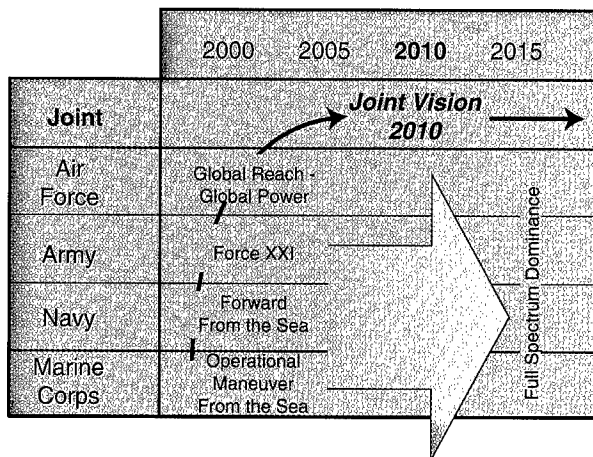 2000 2005 2010 2015
Joint
Joint Vision
2010
Air
Force
Global Reach -
Global Power
Army
Force XXI
Navy
Forward
From the Sea
Marine
Corps
Operational
Maneuver
From the Sea
Full Spectrum Dominance